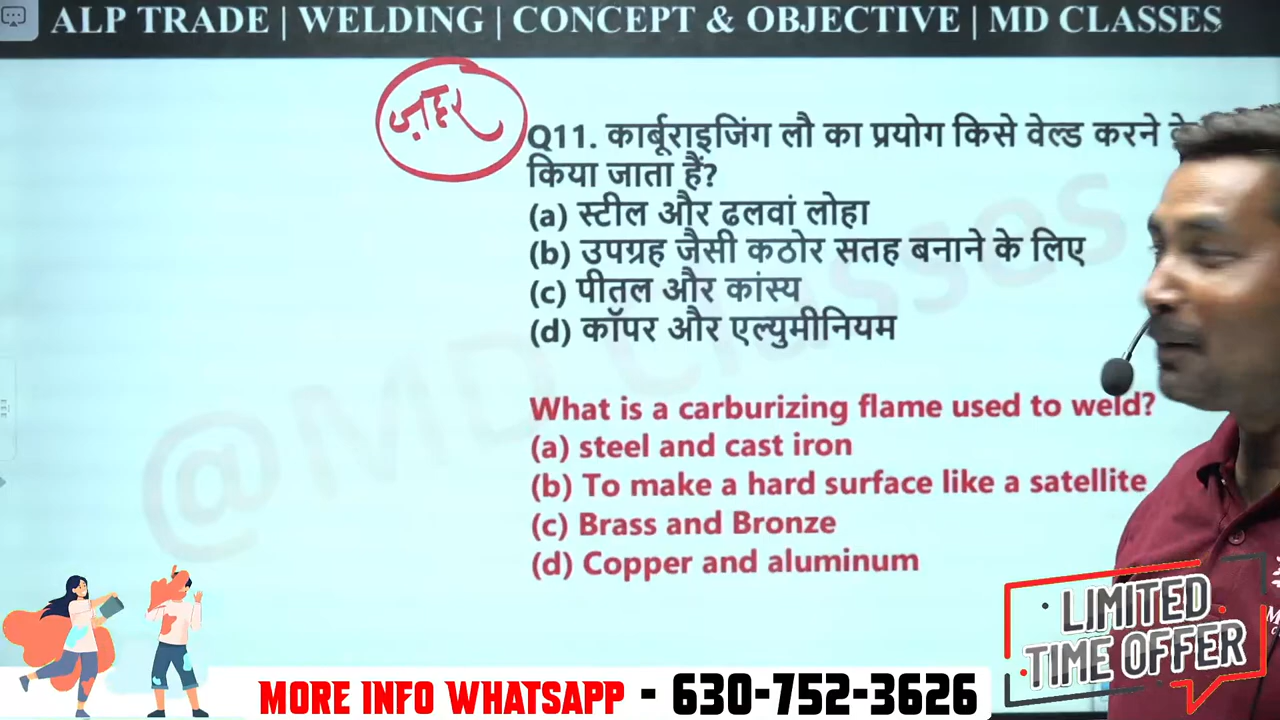 ALP TRADE | WELDING | CONCEPT & OBJECTIVE | MD CLASSES
ज़हर
Q11. कार्बूराइजिंग लौ का प्रयोग किसे वेल्ड करने
किया जाता हैं?
(a) स्टील और ढलवां लोहा
(b) उपग्रह जैसी कठोर सतह बनाने के लिए
(c) पीतल और कांस्य
(d) कॉपर और एल्युमीनियम
What is a carburizing flame used to weld?
(a) steel and cast iron
(b) To make a hard surface like a satellite
(c) Brass and Bronze
(d) Copper and aluminum
@MD Classes
LIMITED
TIME OFFER
MORE INFO WHATSAPP - 630-752-3626